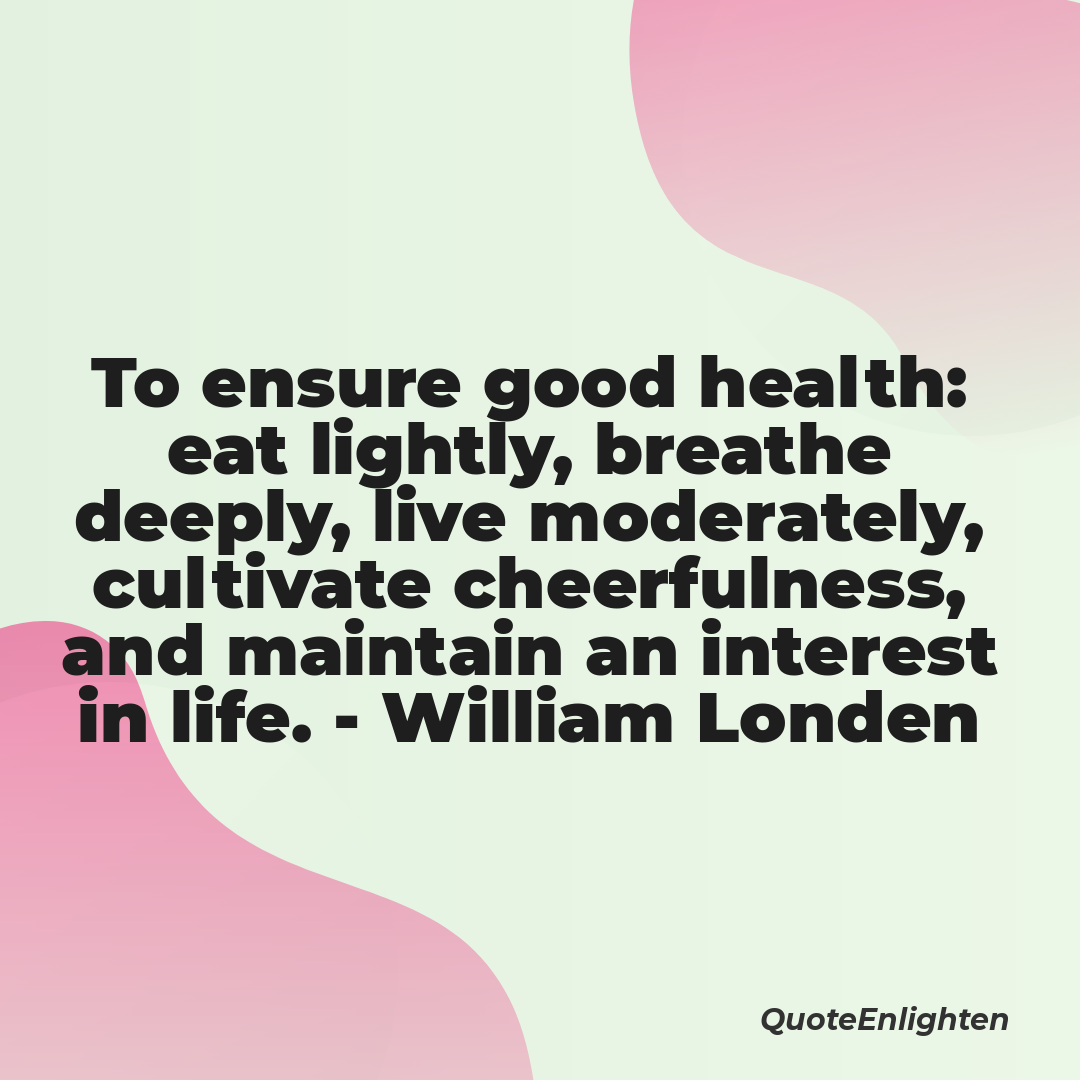 To ensure good health:
eat lightly, breathe
deeply, live moderately,
cultivate cheerfulness,
and maintain an interest
in life. - William Londen
QuoteEnlighten